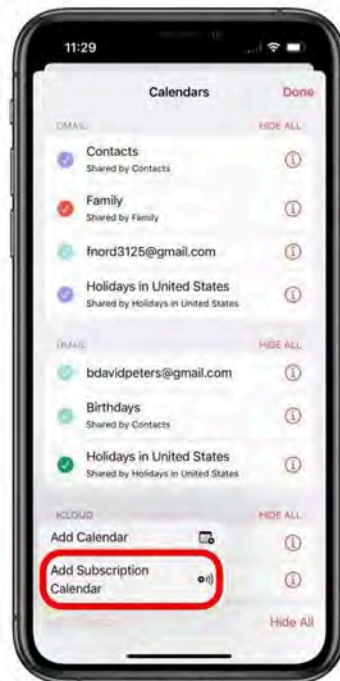 11:29
Calendars
Done
GMAIL
HIDE ALL
Contacts
Shared by Contacts
Family
Shared by Family
fnord3125@gmail.com
Holidays in United States
Shared by Holidays in United States
GMAIL
HIDE ALL
bdavidpeters@gmail.com
Birthdays
Shared by Contacts
Holidays in United States
Shared by Holidays in United States
ICLOUD
HIDE ALL
Add Calendar
Add Subscription
Calendar
Hide All